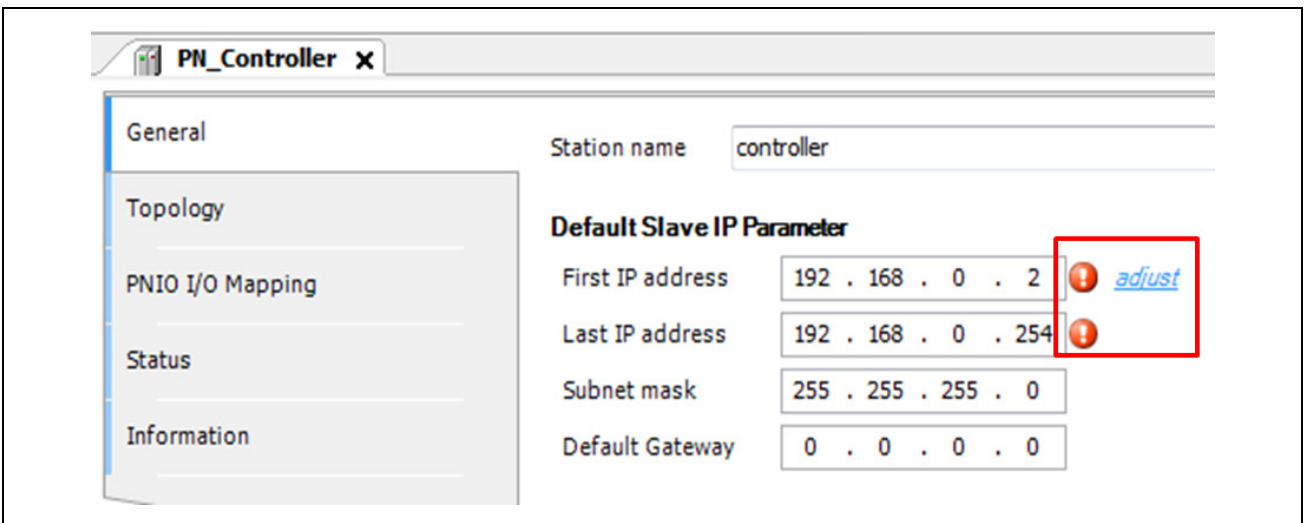 PN_Controller x
General
Station name controller
Topology
Default Slave IP Parameter
First IP address 192 . 168 . 0 . 2 ! adjust
PNIO I/O Mapping
Last IP address 192 . 168 . 0 . 254 !
Status
Subnet mask 255 . 255 . 255 . 0
Information
Default Gateway 0 . 0 . 0 . 0